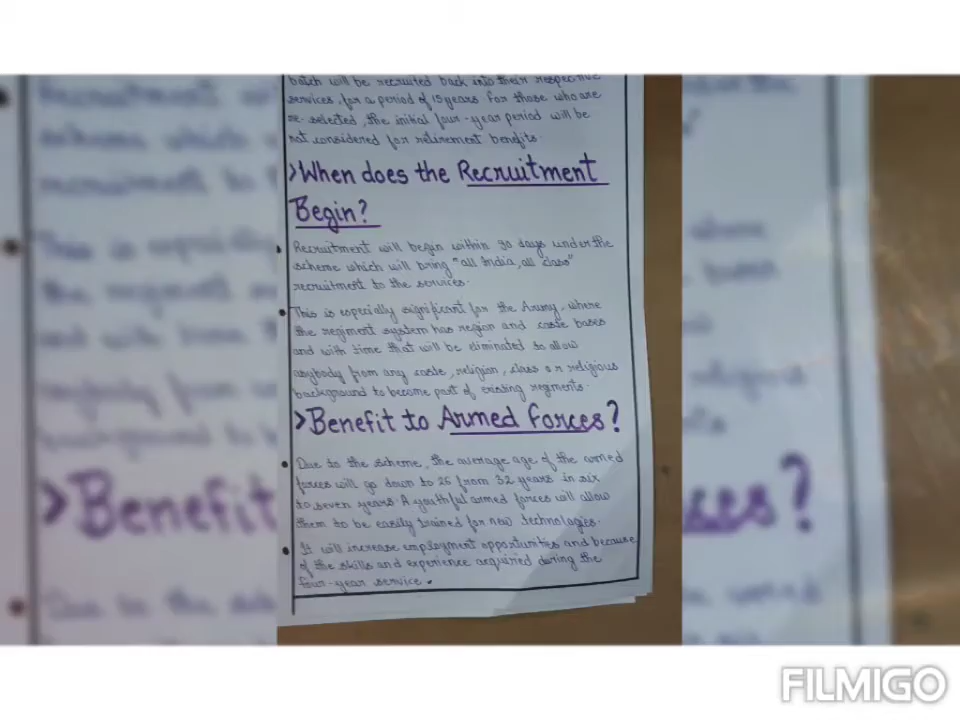 batch will be recruited back into their respective
services, for a period of 15 years. For those who are
re-selected, the initial four-year period will be
not considered for retirement benefits.
>When does the Recruitment
Begin?
Recruitment will begin within 90 days under the
scheme which will bring "all India, all class"
recruitment to the services.
This is especially significant for the Army, where
the regiment system has region and caste bases
and with time that will be eliminated to allow
anybody from any caste, religion, class or religious
background to become part of existing regiments.
>Benefit to Armed Forces?
Due to the scheme, the average age of the armed
forces will go down to 26 from 32 years in six
to seven years. A youthful armed forces will allow
them to be easily trained for new technologies.
It will increase employment opportunities and because
of the skills and experience acquired during the
four-year service.
FILMIGO